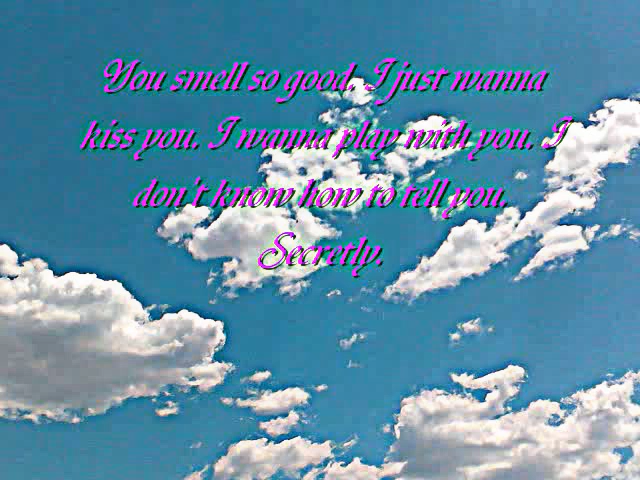 You smell so good. I just wanna
kiss you. I wanna play with you. I
don't know how to tell you.
Secretly.